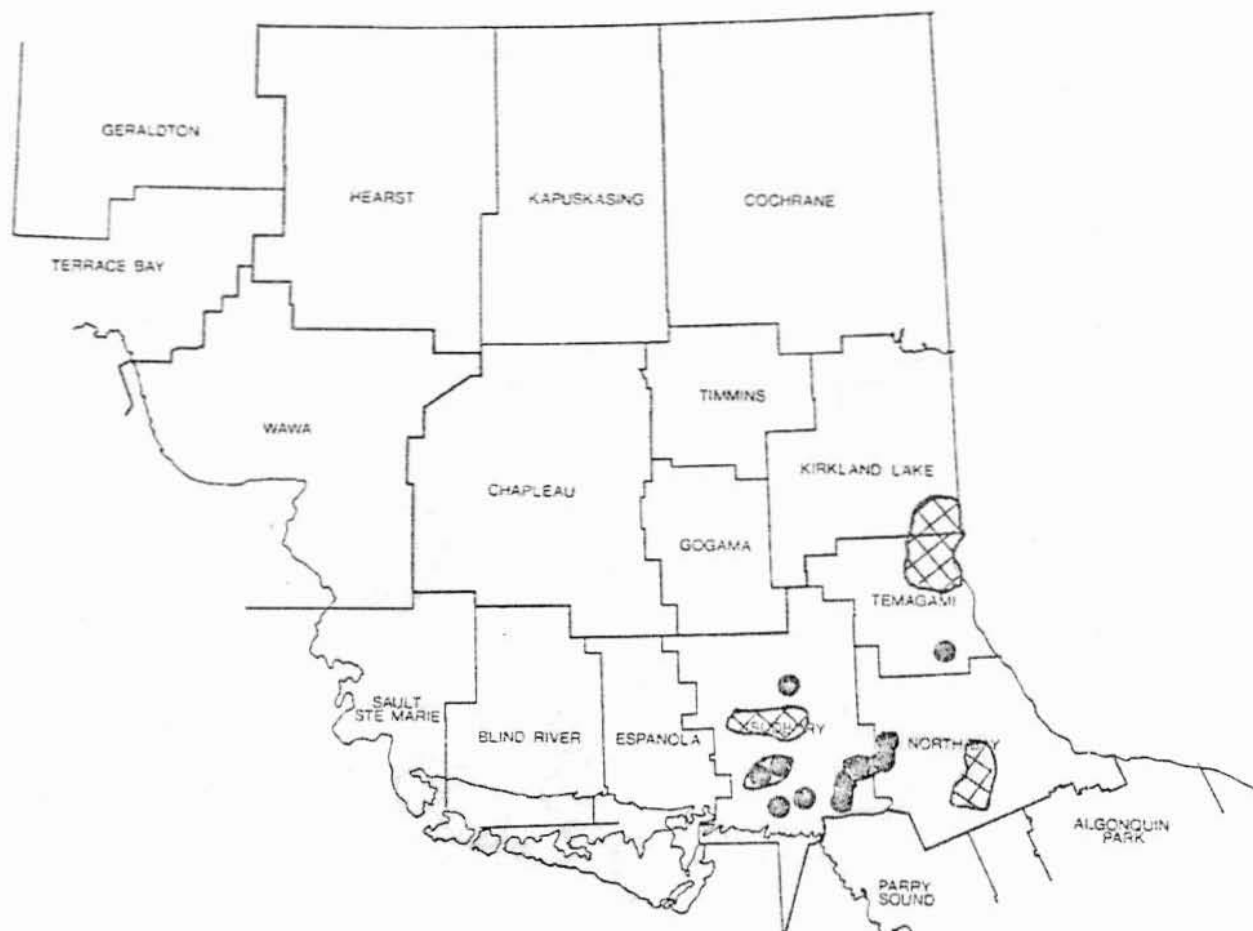 GERALDTON
HEARST
KAPUSKASING
COCHRANE
TERRACE BAY
TIMMINS
WAWA
KIRKLAND LAKE
CHAPLEAU
GOGAMA
TEMAGAMI
SAULT
STE MARIE
BLIND RIVER
ESPANOLA
SUDBURY
NORTH BAY
ALGONQUIN
PARK
PARRY
SOUND